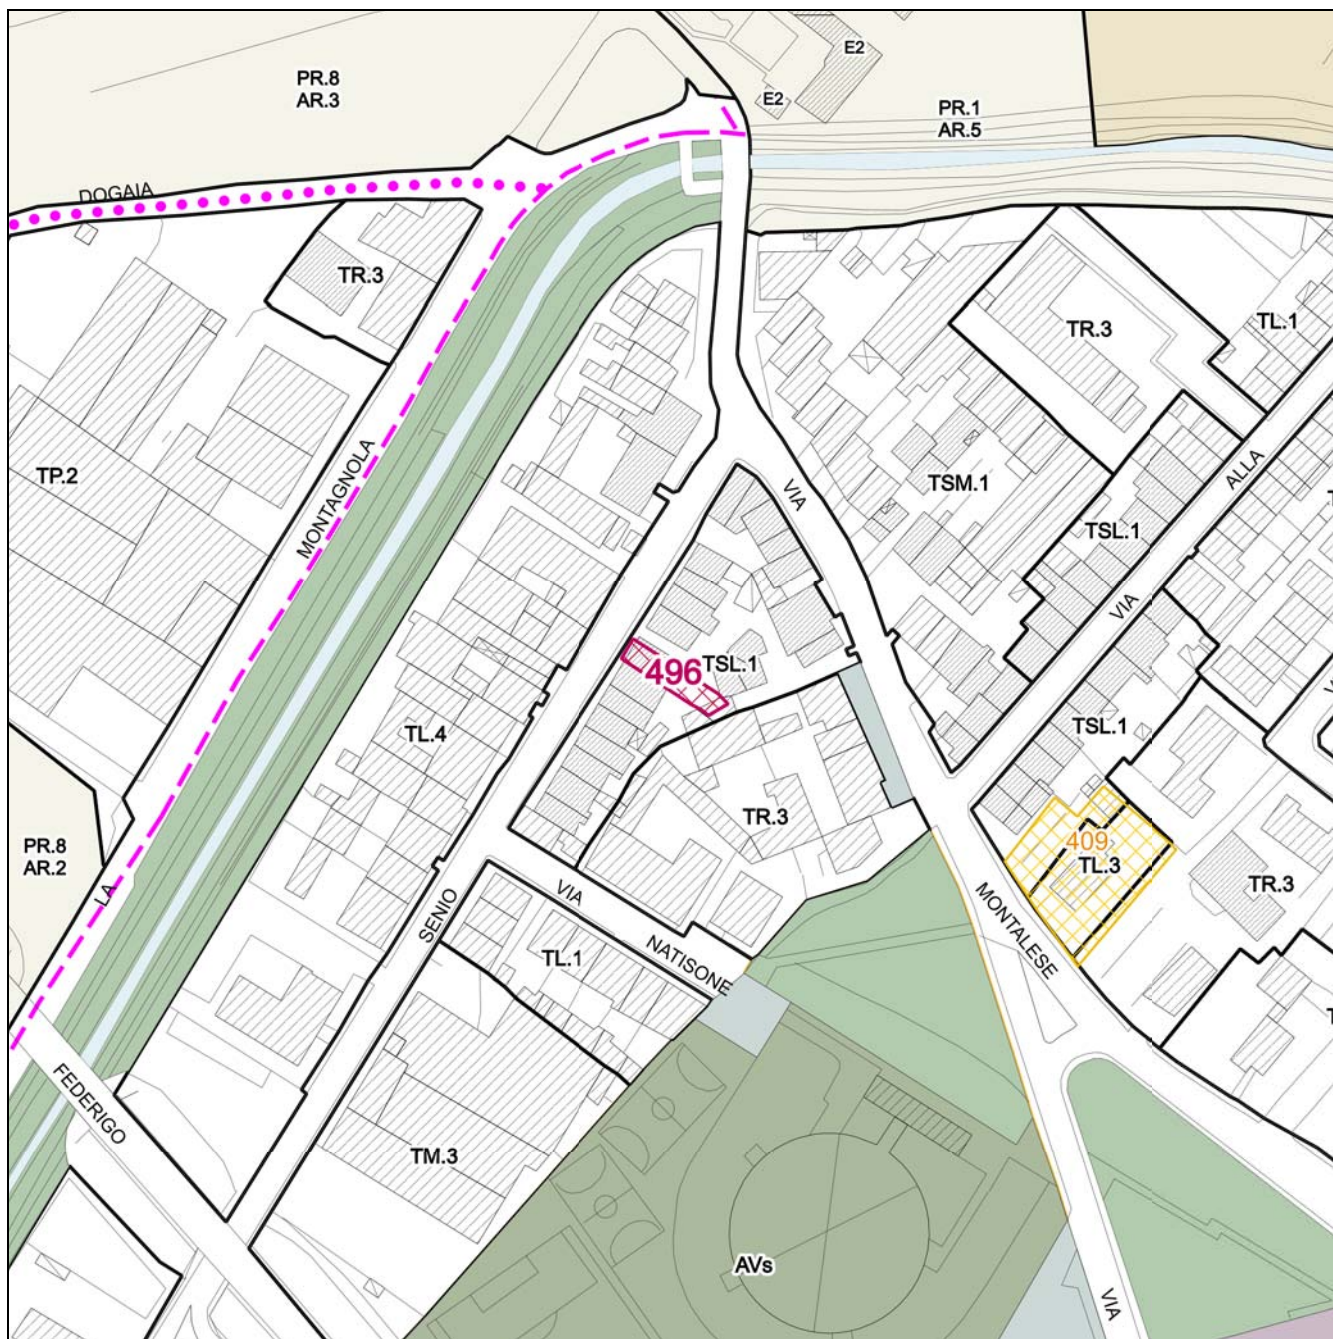 E2
PR.8
AR.3
E2
PR.1
AR.5
DOGAIA
TR.3
TL.1
TR.3
MONTAGNOLA
TP.2
VIA
TSM.1
ALLA
TSL.1
VIA
496
TSL.1
TL.4
TSL.1
TR.3
409
TL.3
PR.8
AR.2
LA
SENIO
VIA
NATISONE
MONTALESE
TR.3
TL.1
FEDERIGO
TM.3
AVs
VIA